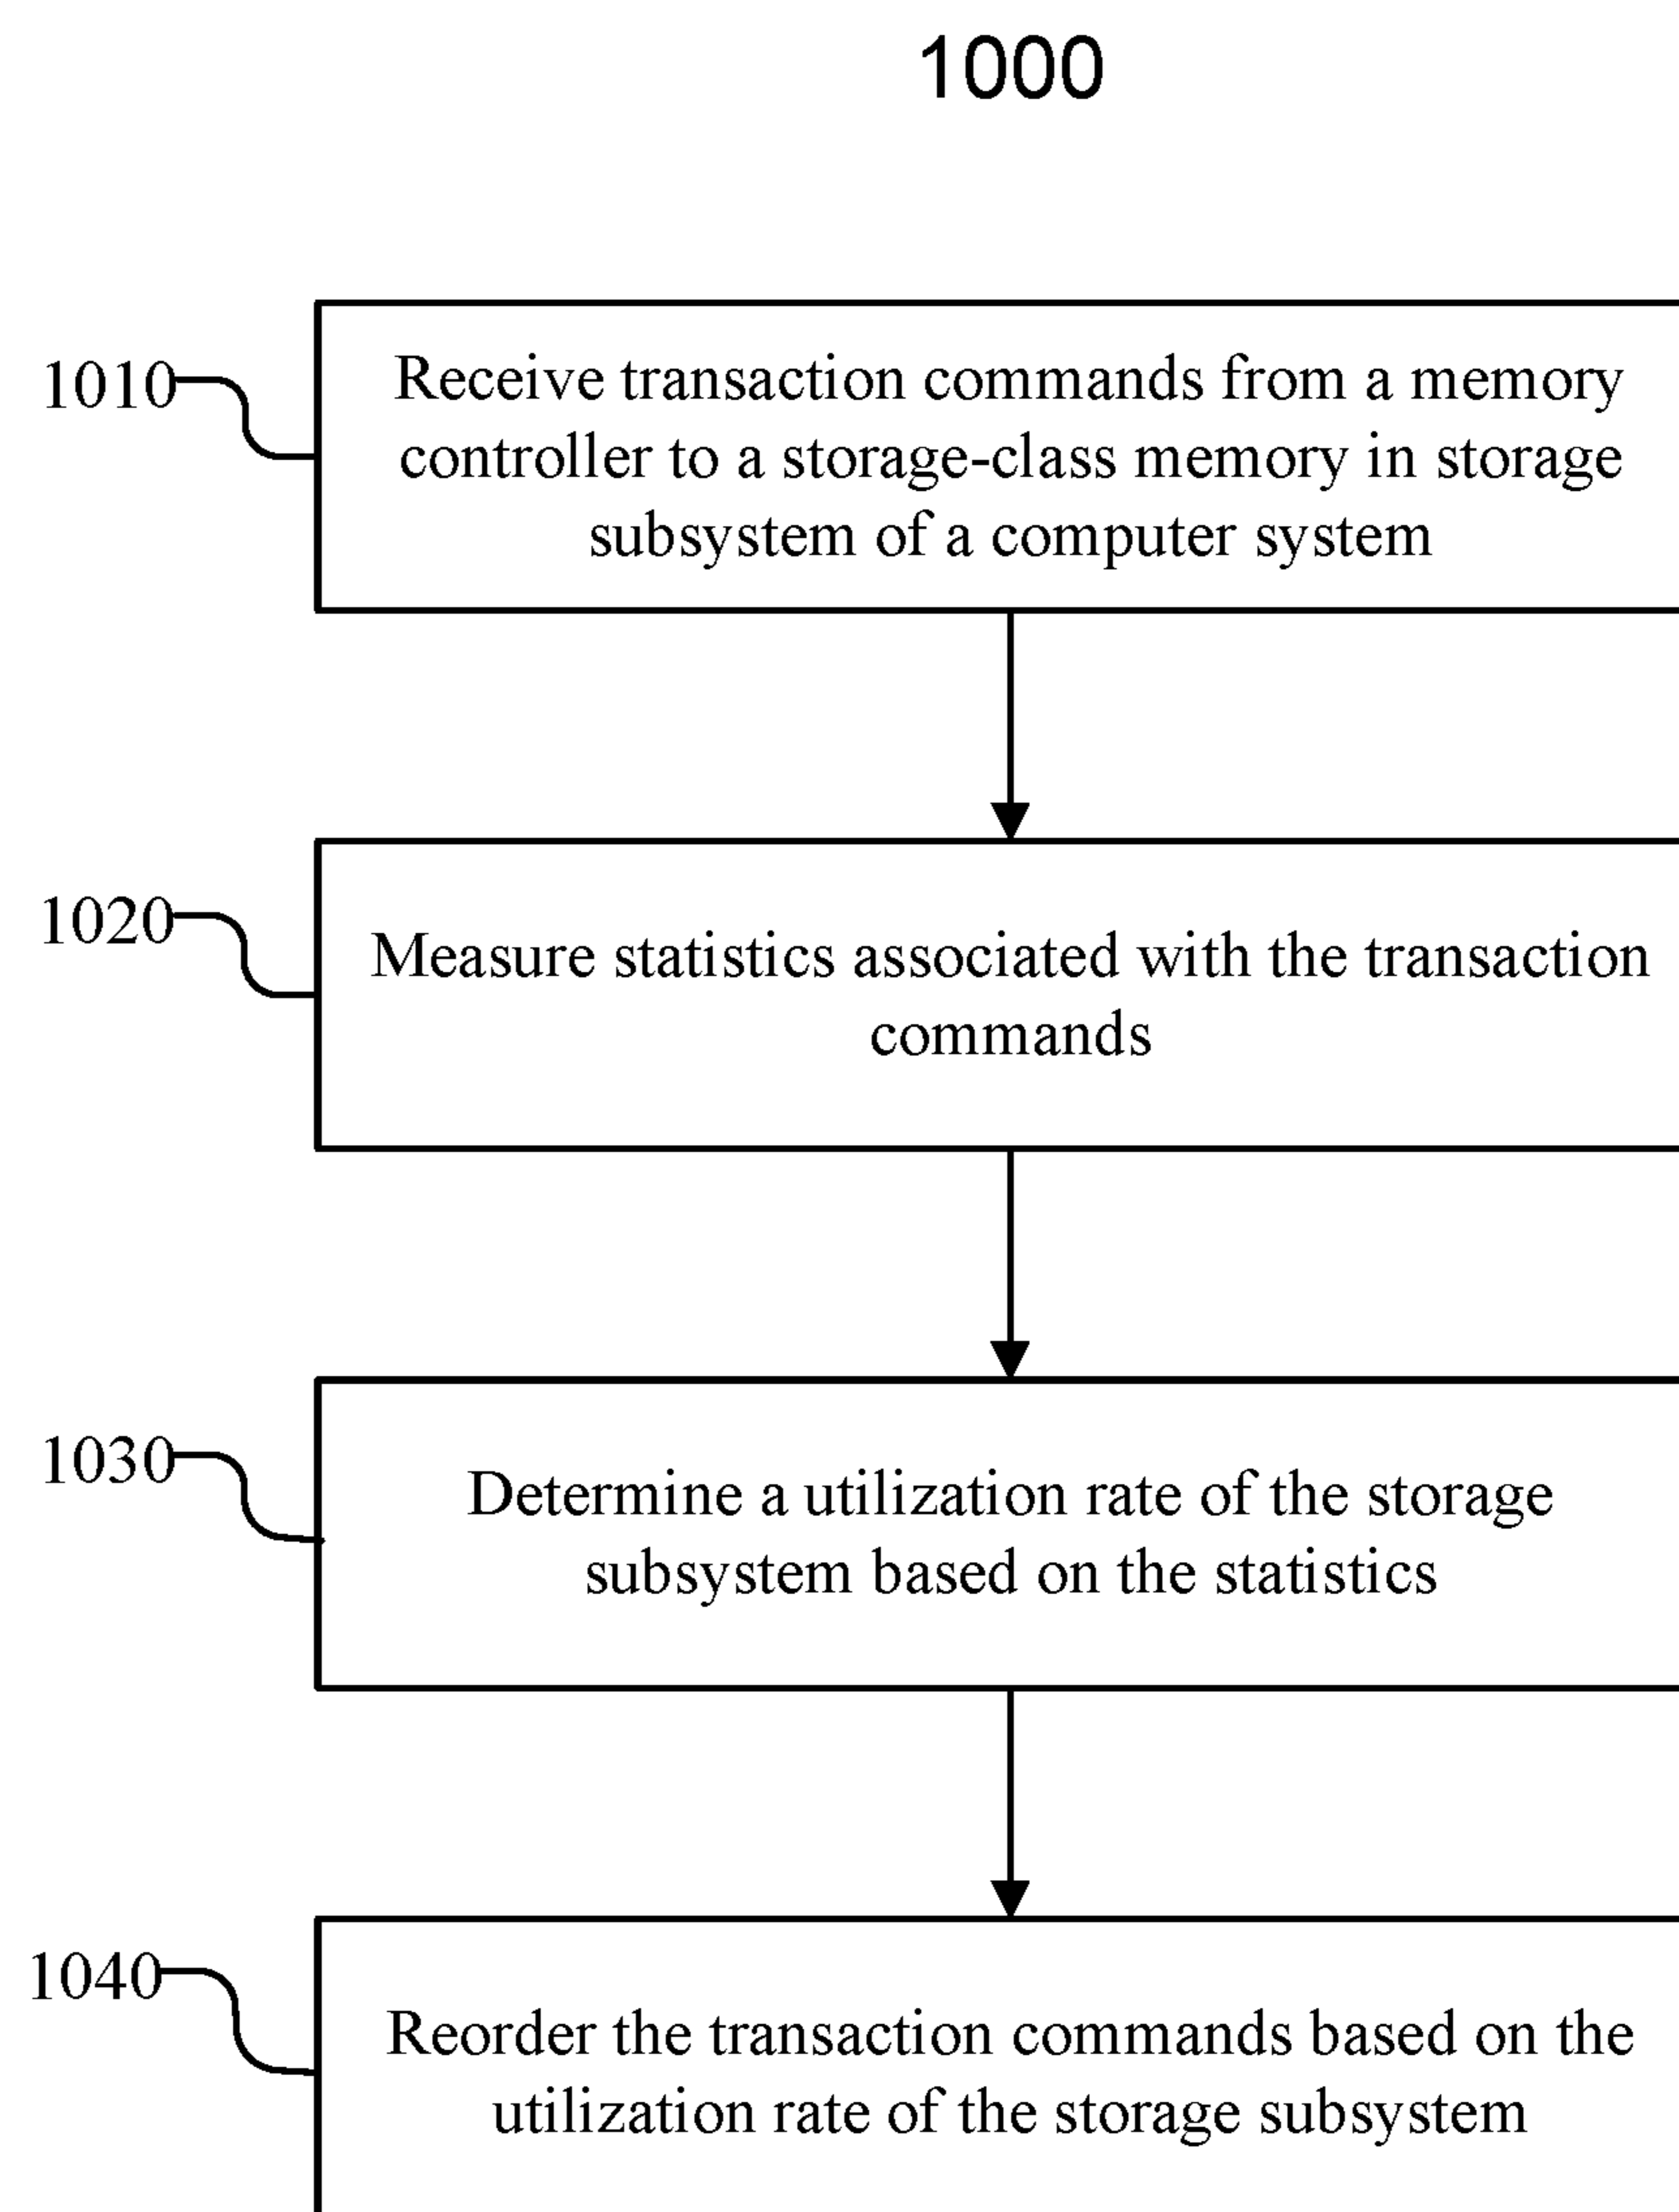 1000
1010
Receive transaction commands from a memory
controller to a storage-class memory in storage
subsystem of a computer system
1020
Measure statistics associated with the transaction
commands
1030
Determine a utilization rate of the storage
subsystem based on the statistics
1040
Reorder the transaction commands based on the
utilization rate of the storage subsystem